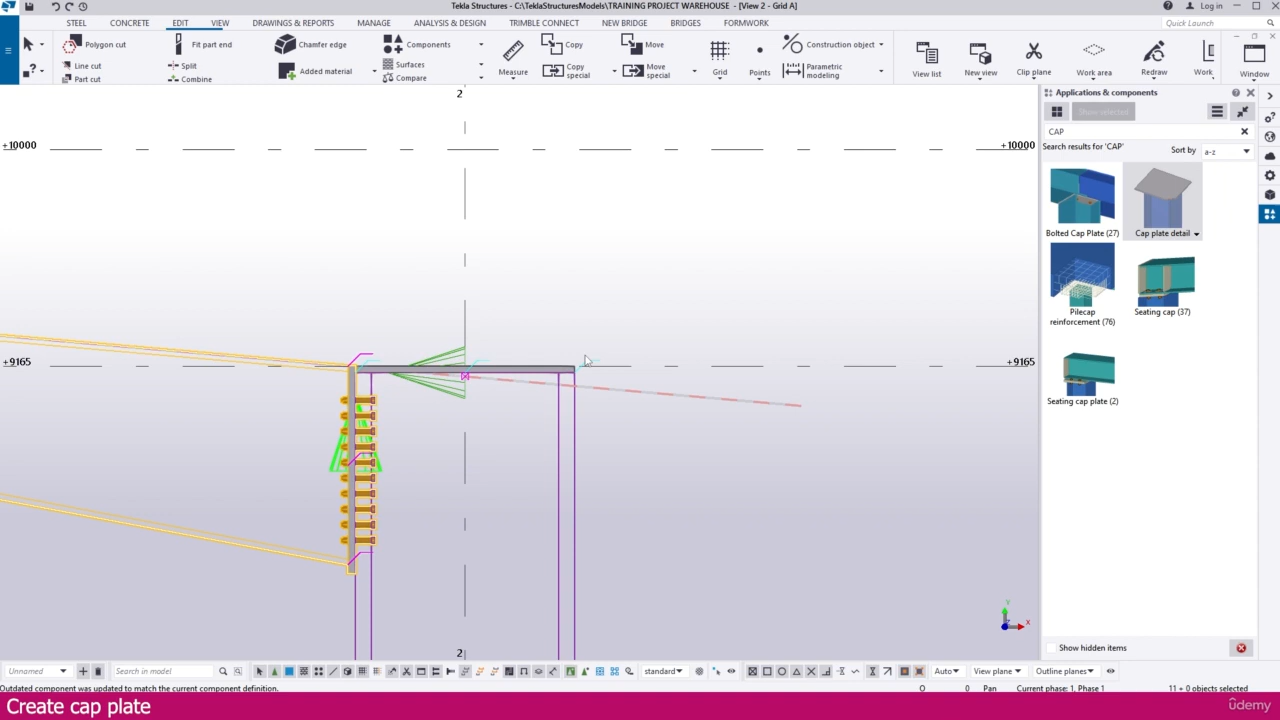 Tekla Structures - C:\TeklaStructuresModels\TRAINING PROJECT WAREHOUSE - [View 2 - Grid A]
Log in
STEEL CONCRETE EDIT VIEW DRAWINGS & REPORTS MANAGE ANALYSIS & DESIGN TRIMBLE CONNECT NEW BRIDGE BRIDGES FORMWORK
Quick Launch
Polygon cut
Line cut
Part cut
Fit part end
Split
Combine
Chamfer edge
Added material
Components
Surfaces
Compare
Measure
Copy
Copy special
Move
Move special
Grid
Points
Construction object
Parametric modeling
View list
New view
Clip plane
Work area
Redraw
Work
Window
2
+10000 +10000
+9165 +9165
2
Applications & components
Show selected
CAP
Search results for 'CAP'
Sort by a-z
Bolted Cap Plate (27)
Cap plate detail
Pilecap reinforcement (76)
Seating cap (37)
Seating cap plate (2)
Show hidden items
Y
X
Unnamed
Search in model
standard
Auto
View plane
Outline planes
Outdated component was updated to match the current component definition.
O 0 Pan Current phase: 1, Phase 1 11 + 0 objects selected
Create cap plate
ûdemy